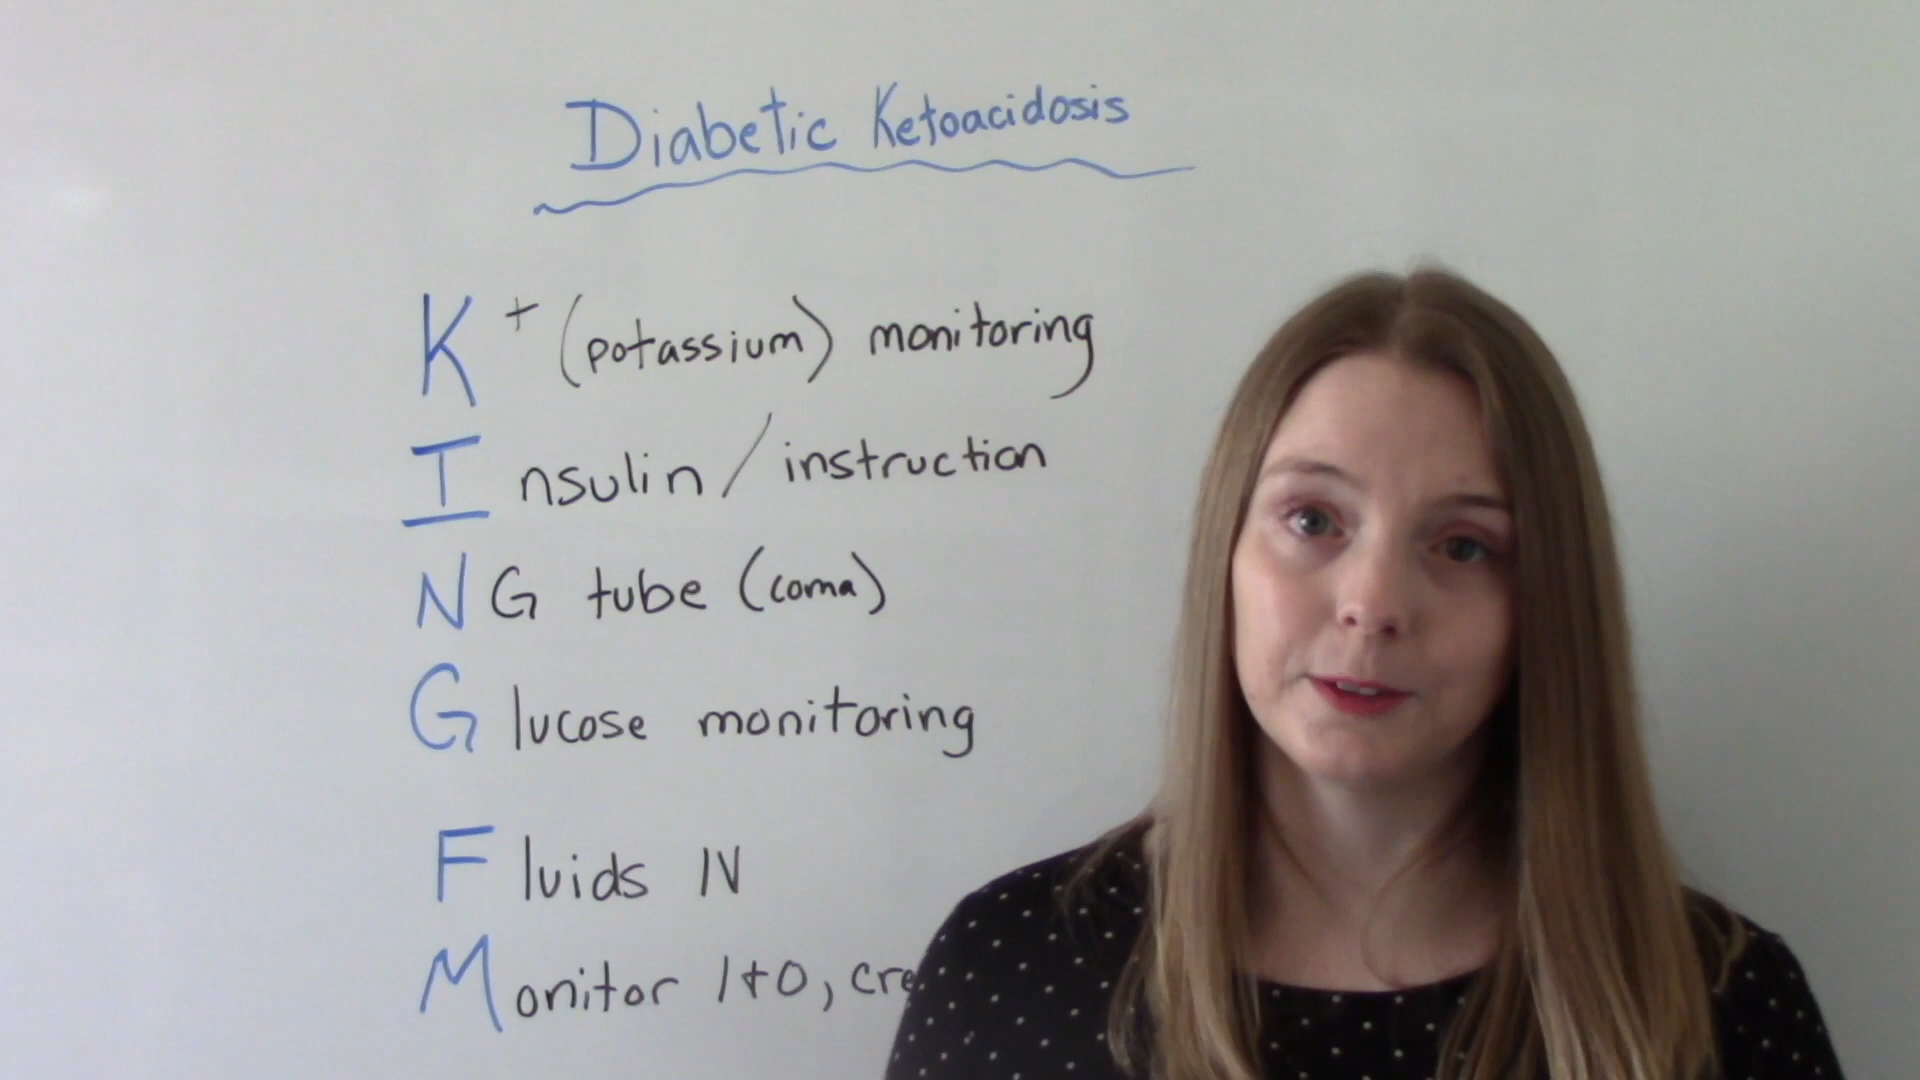 Diabetic Ketoacidosis
K+ (potassium) monitoring
Insulin / instruction
NG tube (coma)
Glucose monitoring
Fluids IV
Monitor I+O,